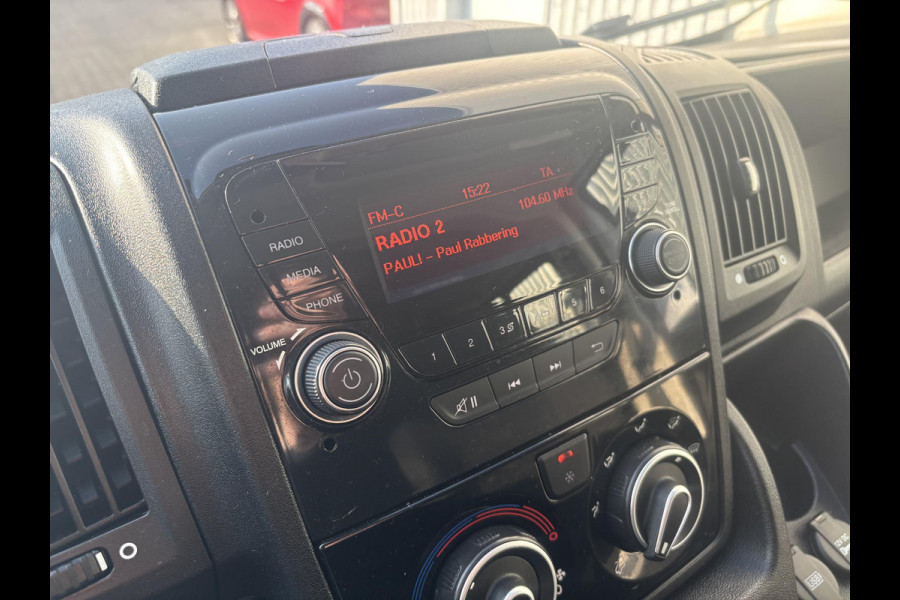 FM-C 15:22 TA
104.60 MHz
RADIO 2
PAUL! - Paul Rabbering
RADIO
MEDIA
PHONE
VOLUME
1 2 3 5 6